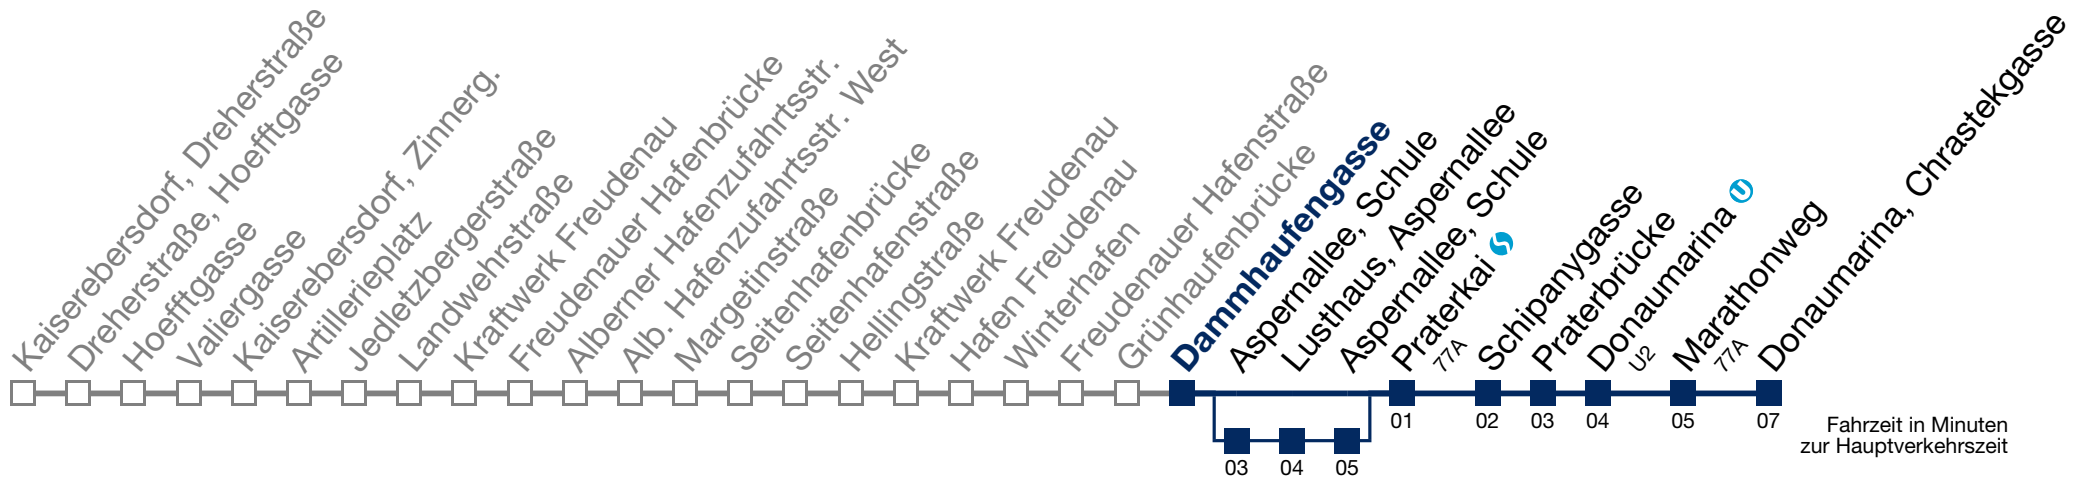 Kaiserebersdorf, Dreherstraße
Dreherstraße, Hoefftgasse
Hoefftgasse
Valiergasse
Kaiserebersdorf, Zinnerg.
Artillerieplatz
Jedletzbergerstraße
Landwehrstraße
Kraftwerk Freudenau
Freudenauer Hafenbrücke
Alberner Hafenzufahrtsstr.
Alb. Hafenzufahrtsstr. West
Margetinstraße
Seitenhafenbrücke
Seitenhafenstraße
Hellingstraße
Kraftwerk Freudenau
Hafen Freudenau
Winterhafen
Freudenauer Hafenstraße
Grünhaufenbrücke
Dammhaufengasse
Aspernallee, Schule
Lusthaus, Aspernallee
Aspernallee, Schule
Praterkai S
77A
Schipanygasse
Praterbrücke
Donaumarina U
U2
Marathonweg
77A
Donaumarina, Chrastekgasse
01
02
03
04
05
07
03
04
05
Fahrzeit in Minuten
zur Hauptverkehrszeit